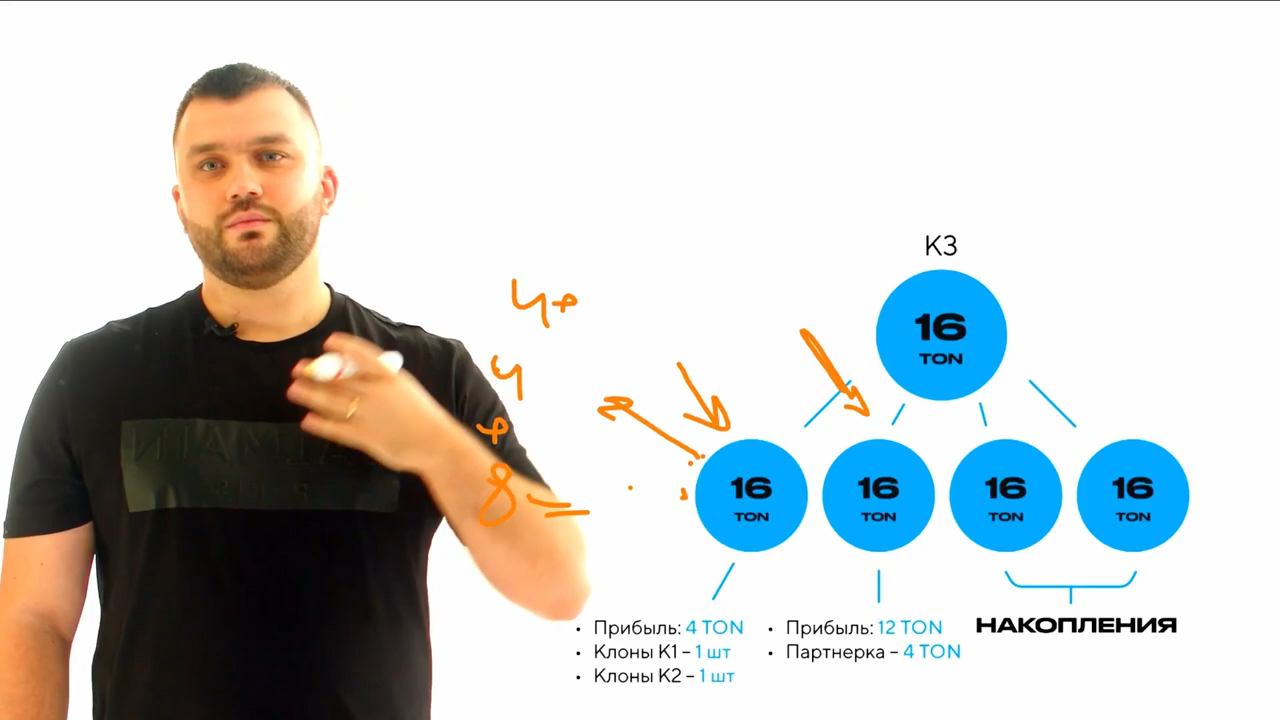 К3
16
TON
4+
4
+
8
16
TON
16
TON
16
TON
16
TON
• Прибыль: 4 TON
• Клоны К1 – 1 шт
• Клоны К2 – 1 шт
• Прибыль: 12 TON
• Партнерка – 4 TON
НАКОПЛЕНИЯ